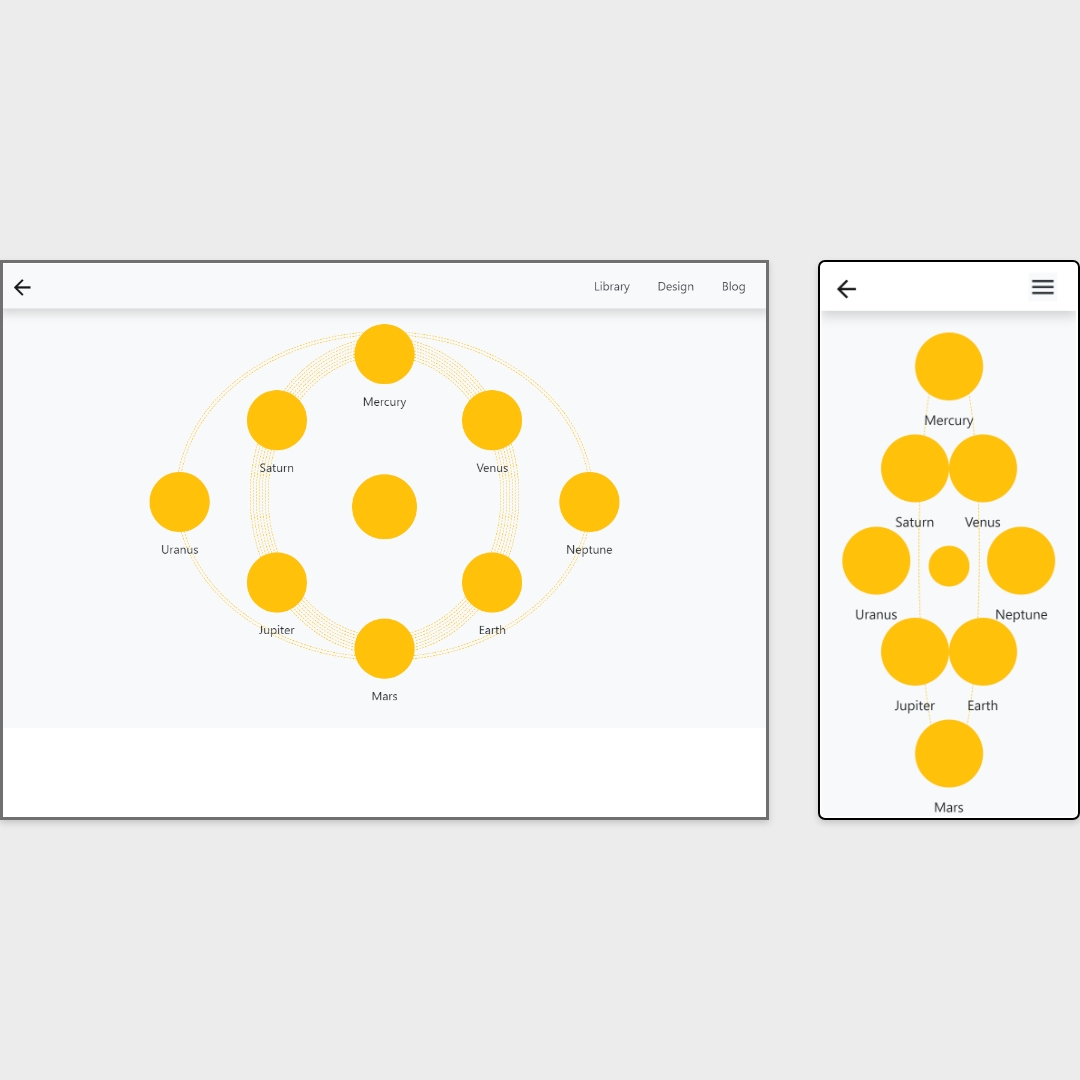 Library Design Blog
Mercury
Saturn Venus
Uranus Neptune
Jupiter Earth
Mars
Mercury
Saturn Venus
Uranus Neptune
Jupiter Earth
Mars